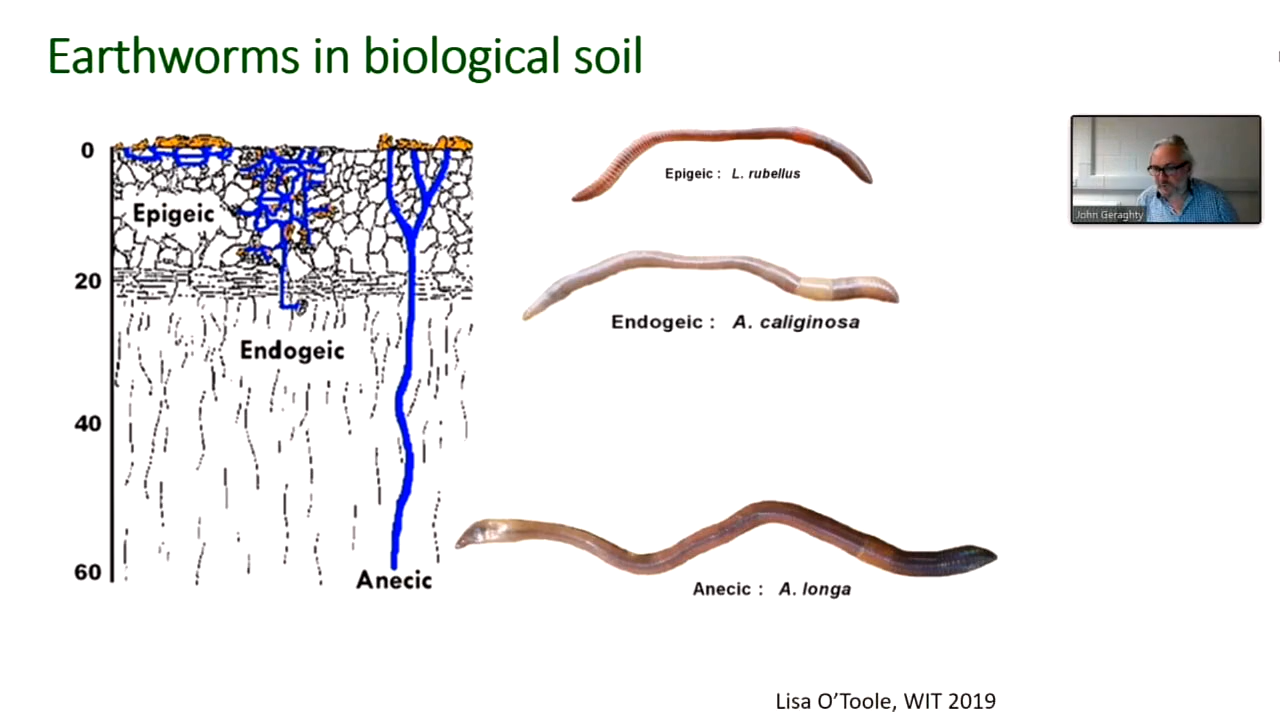 Earthworms in biological soil
0
Epigeic
20
Endogeic
40
60
Anecic
Epigeic : L. rubellus
Endogeic : A. caliginosa
Anecic : A. longa
John Geraghty
Lisa O'Toole, WIT 2019